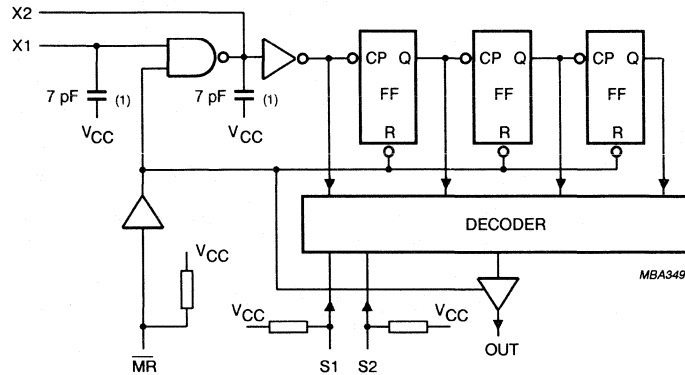 X2
X1
7 pF (1)
VCC
7 pF (1)
VCC
CP Q
FF
R
CP Q
FF
R
CP Q
FF
R
DECODER
MBA349
VCC
VCC
VCC
MR
S1
S2
OUT